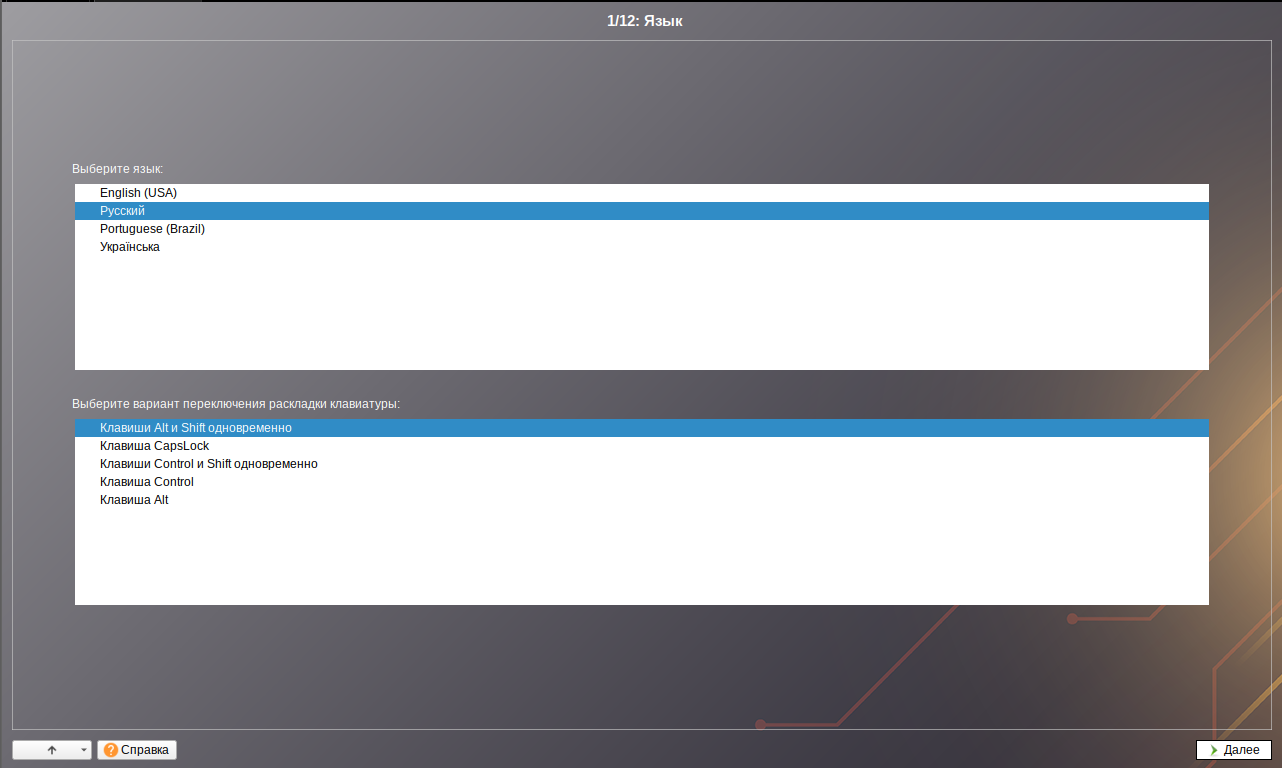 1/12: Язык
Выберите язык:
English (USA)
Русский
Portuguese (Brazil)
Українська
Выберите вариант переключения раскладки клавиатуры:
Клавиши Alt и Shift одновременно
Клавиша CapsLock
Клавиши Control и Shift одновременно
Клавиша Control
Клавиша Alt
Справка
Далее